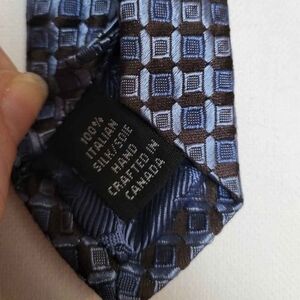 100%
ITALIAN
SILK/SOIE
HAND
CRAFTED IN
CANADA